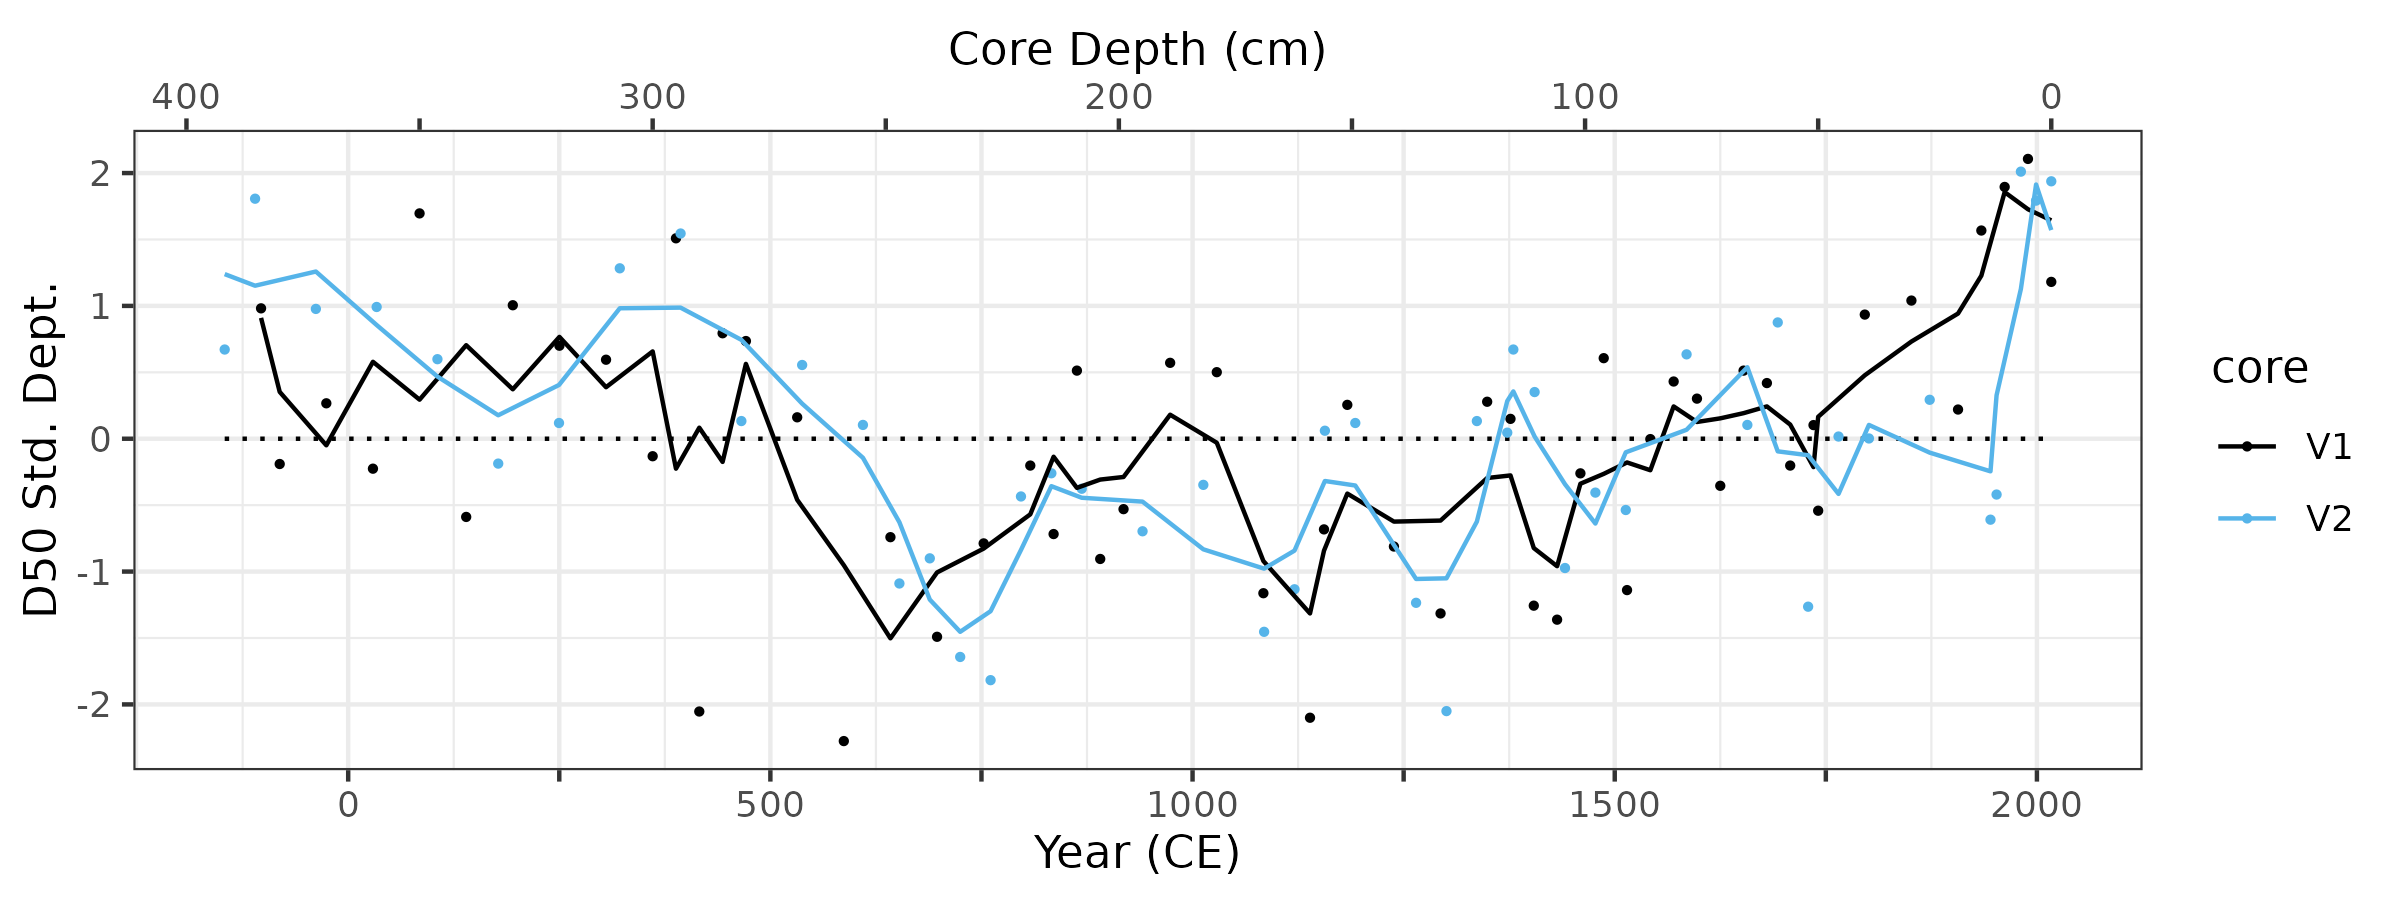 Core Depth (cm)
400 300 200 100 0
D50 Std. Dept.
2
1
0
-1
-2
0 500 1000 1500 2000
Year (CE)
core
V1
V2